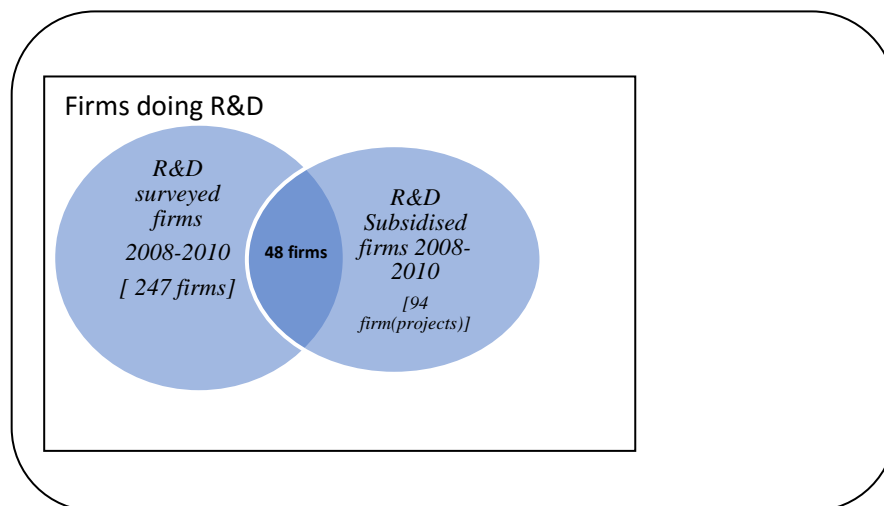 Firms doing R&D
R&D
surveyed
firms
2008-2010
[ 247 firms]
48 firms
R&D
Subsidised
firms 2008-
2010
[94
firm(projects)]